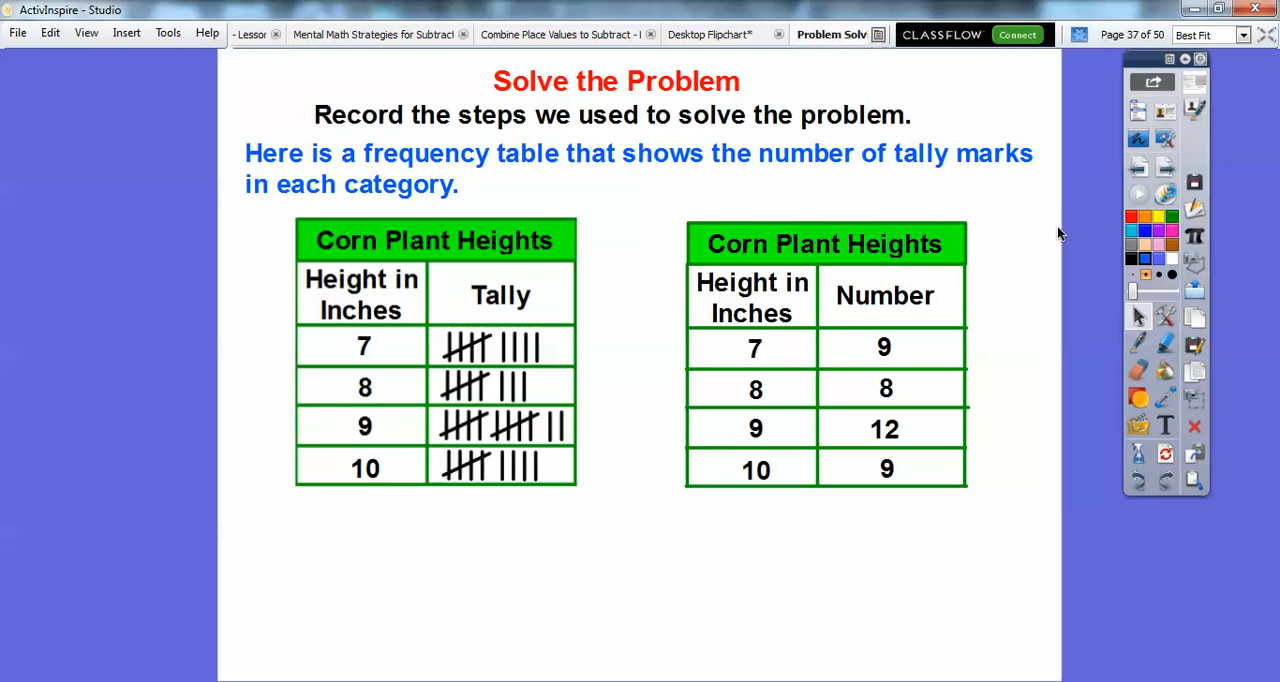 ActivInspire - Studio
File Edit View Insert Tools Help
- Lessor Mental Math Strategies for Subtract Combine Place Values to Subtract - I Desktop Flipchart* Problem Solv
CLASSFLOW Connect
Page 37 of 50 Best Fit
Solve the Problem
Record the steps we used to solve the problem.
Here is a frequency table that shows the number of tally marks
in each category.
Corn Plant Heights
Height in
Inches
Tally
7
8
9
10
Corn Plant Heights
Height in
Inches
Number
7 9
8 8
9 12
10 9